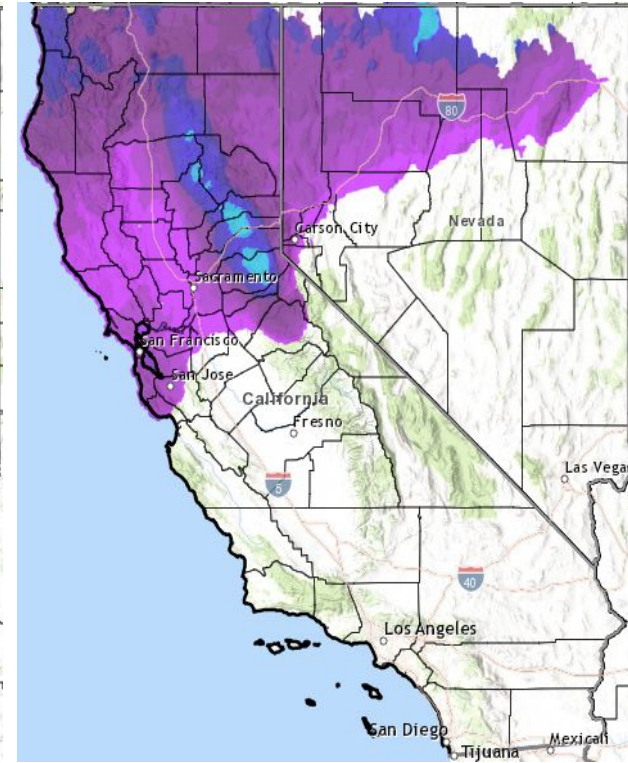 80
Nevada
Carson City
Sacramento
San Francisco
San Jose
California
Fresno
Las Vegas
5
40
Los Angeles
San Diego
Mexicali
Tijuana